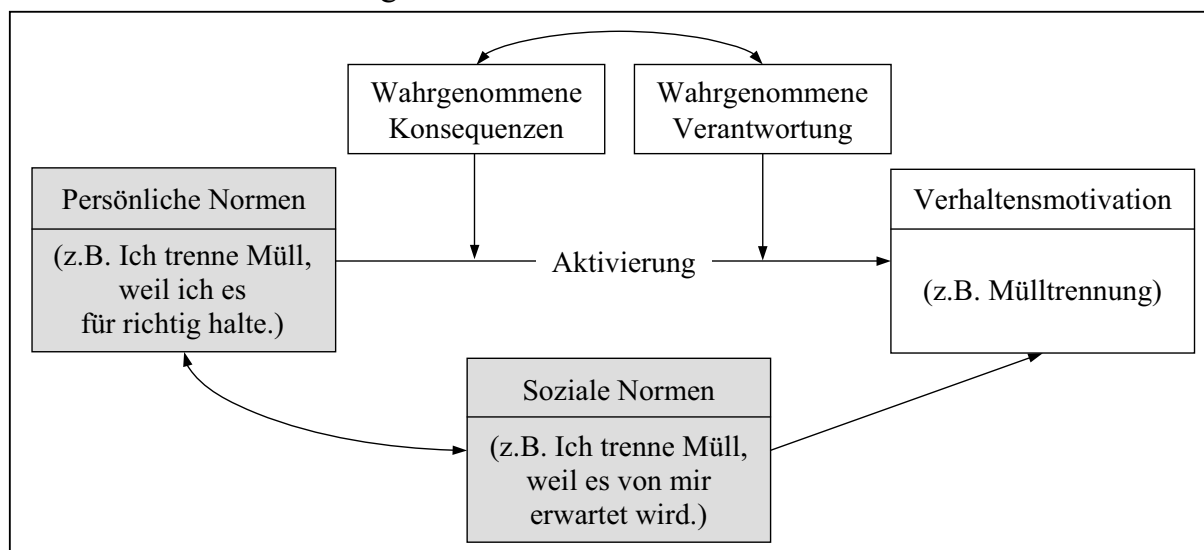 Wahrgenommene
Konsequenzen
Wahrgenommene
Verantwortung
Persönliche Normen
(z.B. Ich trenne Müll,
weil ich es
für richtig halte.)
Aktivierung
Verhaltensmotivation
(z.B. Mülltrennung)
Soziale Normen
(z.B. Ich trenne Müll,
weil es von mir
erwartet wird.)